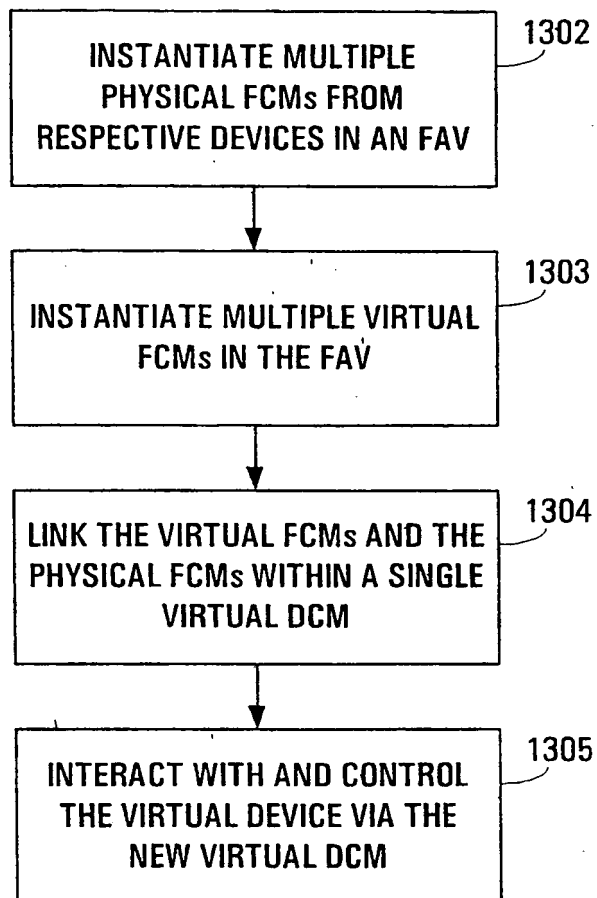 1302
INSTANTIATE MULTIPLE
PHYSICAL FCMs FROM
RESPECTIVE DEVICES IN AN FAV
1303
INSTANTIATE MULTIPLE VIRTUAL
FCMs IN THE FAV
1304
LINK THE VIRTUAL FCMs AND THE
PHYSICAL FCMs WITHIN A SINGLE
VIRTUAL DCM
1305
INTERACT WITH AND CONTROL
THE VIRTUAL DEVICE VIA THE
NEW VIRTUAL DCM